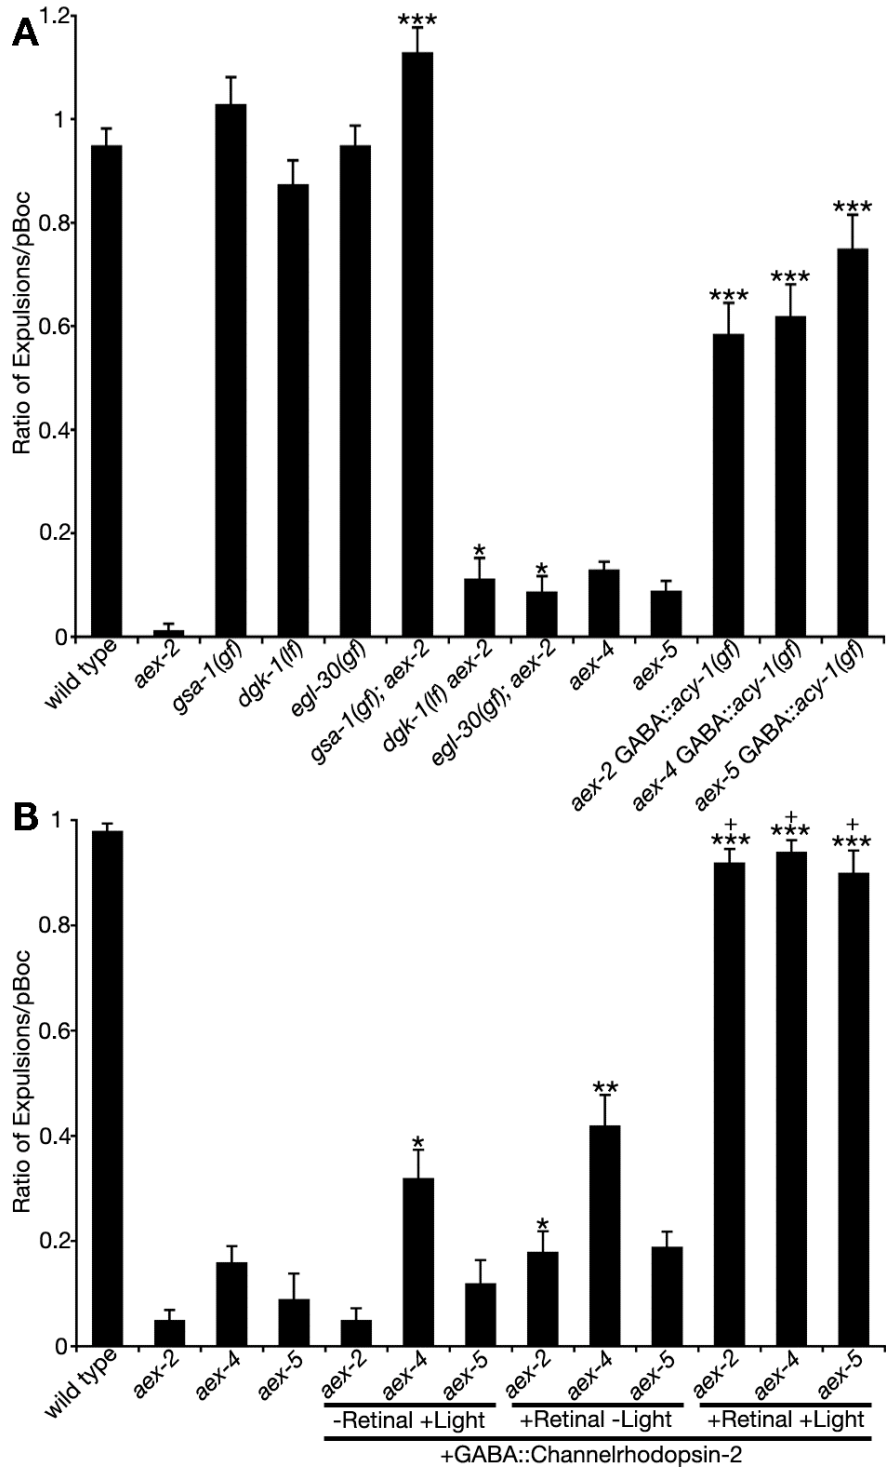 A
Ratio of Expulsions/pBoc
1.2
1
0.8
0.6
0.4
0.2
0
***
*
*
***
***
***
wild type
aex-2
gsa-1(gf)
dgk-1(lf)
egl-30(gf)
gsa-1(gf); aex-2
dgk-1(lf) aex-2
egl-30(gf); aex-2
aex-4
aex-5
aex-2 GABA::acy-1(gf)
aex-4 GABA::acy-1(gf)
aex-5 GABA::acy-1(gf)
B
Ratio of Expulsions/pBoc
1
0.8
0.6
0.4
0.2
0
*
*
**
+
***
+
***
+
***
wild type
aex-2
aex-4
aex-5
aex-2
aex-4
aex-5
aex-2
aex-4
aex-5
aex-2
aex-4
aex-5
-Retinal +Light
+Retinal -Light
+Retinal +Light
+GABA::Channelrhodopsin-2